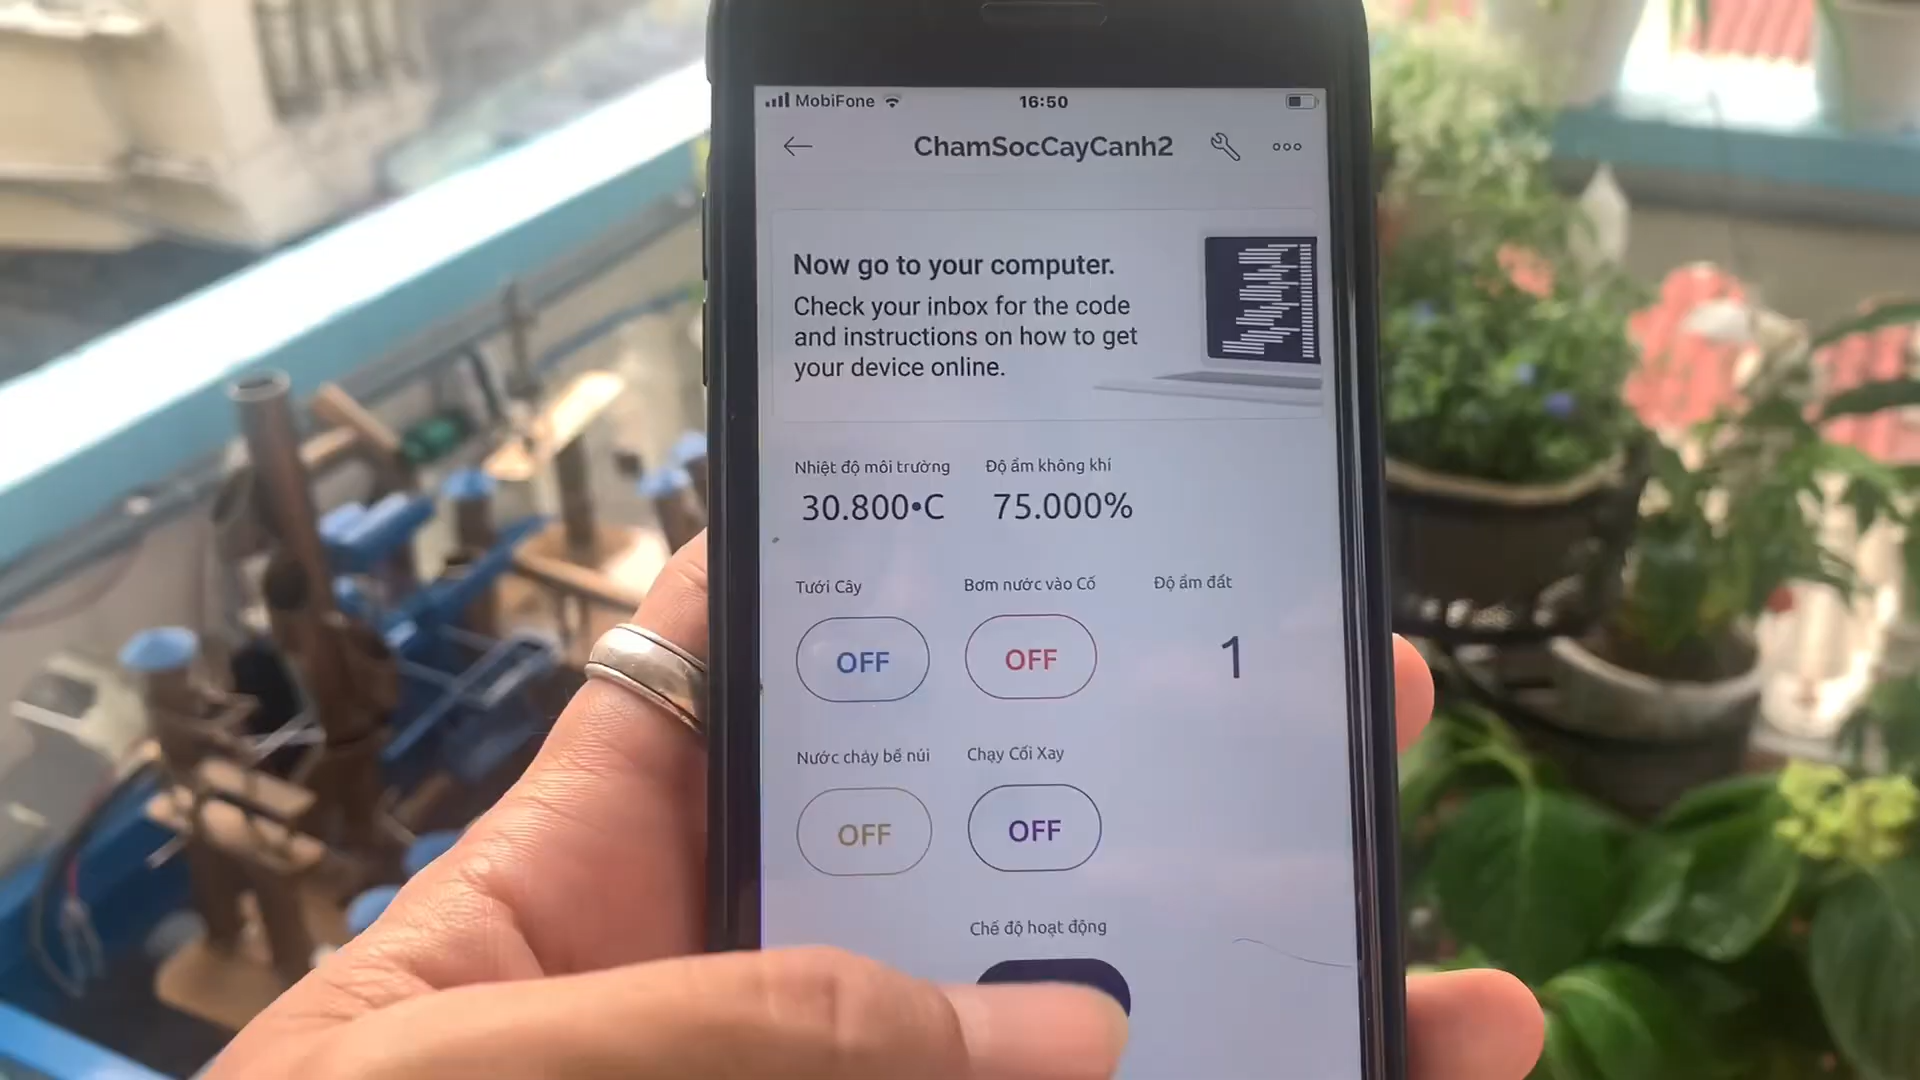 MobiFone 16:50
ChamSocCayCanh2
Now go to your computer.
Check your inbox for the code
and instructions on how to get
your device online.
Nhiệt độ môi trường Độ ẩm không khí
30.800•C 75.000%
Tưới Cây Bơm nước vào Cố Độ ẩm đất
OFF OFF 1
Nước chảy bể núi Chạy Cối Xay
OFF OFF
Chế độ hoạt động